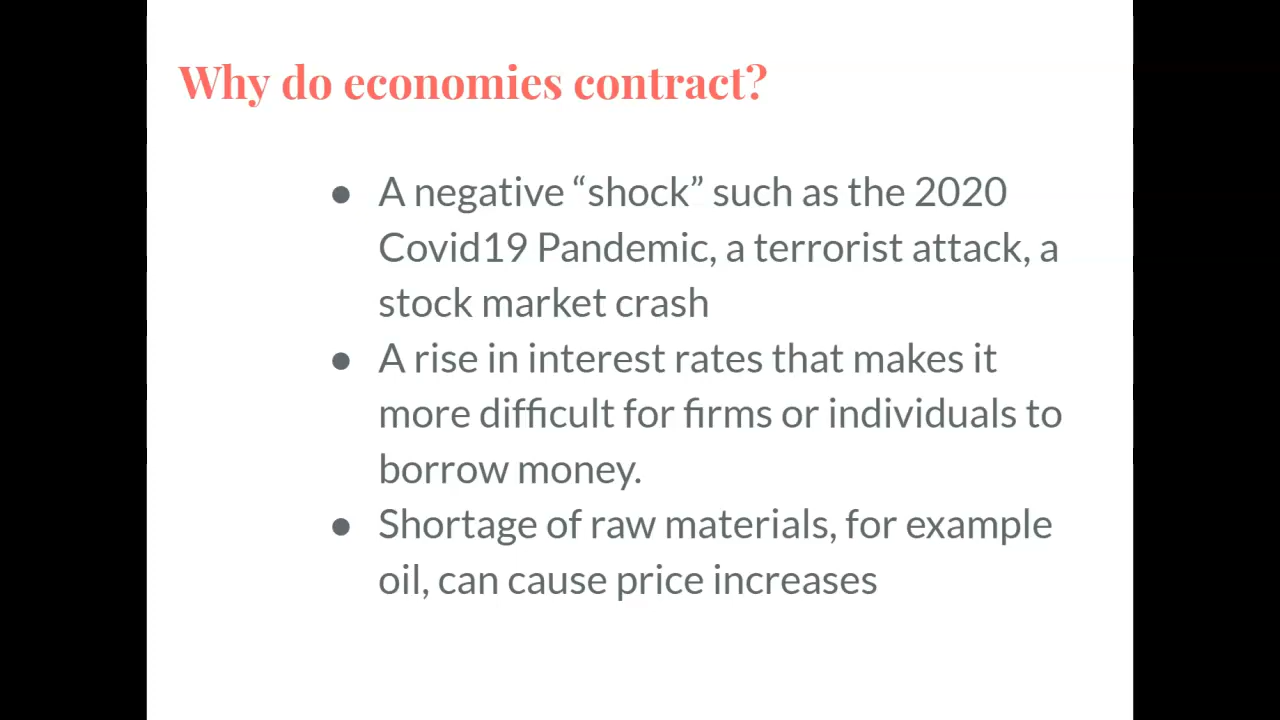 Why do economies contract?
● A negative “shock” such as the 2020
Covid19 Pandemic, a terrorist attack, a
stock market crash
● A rise in interest rates that makes it
more difficult for firms or individuals to
borrow money.
● Shortage of raw materials, for example
oil, can cause price increases